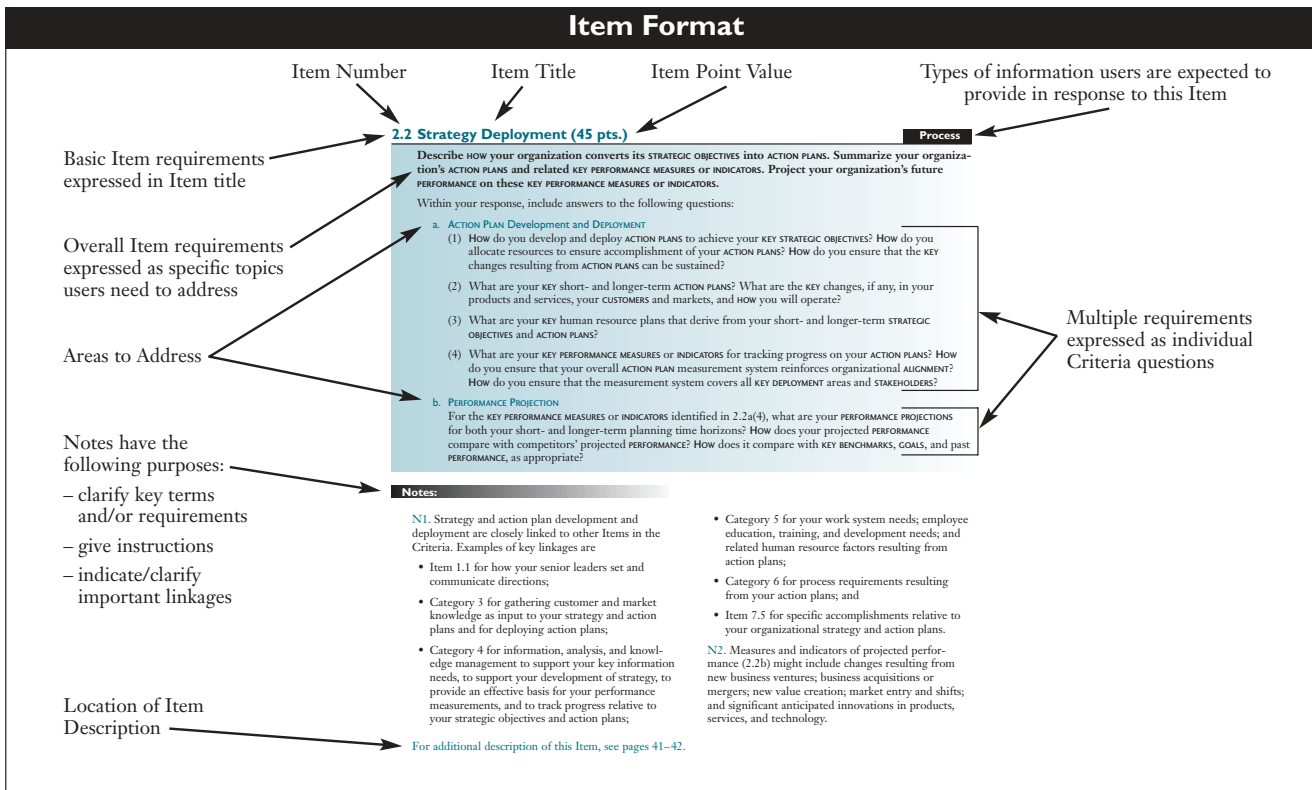 Item Format
Item Number
Item Title
Item Point Value
Types of information users are expected to
provide in response to this Item
2.2 Strategy Deployment (45 pts.)
Process
Basic Item requirements
expressed in Item title
Describe HOW your organization converts its STRATEGIC OBJECTIVES into ACTION PLANS. Summarize your organiza-
tion's ACTION PLANS and related KEY PERFORMANCE MEASURES OR INDICATORS. Project your organization's future
PERFORMANCE on these KEY PERFORMANCE MEASURES OR INDICATORS.
Within your response, include answers to the following questions:
Overall Item requirements
expressed as specific topics
users need to address
Areas to Address
a. ACTION PLAN Development and DEPLOYMENT
(1) HOW do you develop and deploy ACTION PLANS to achieve your KEY STRATEGIC OBJECTIVES? HOW do you
allocate resources to ensure accomplishment of your ACTION PLANS? HOW do you ensure that the KEY
changes resulting from ACTION PLANS can be sustained?
(2) What are your KEY short- and longer-term ACTION PLANS? What are the KEY changes, if any, in your
products and services, your CUSTOMERS and markets, and HOW you will operate?
(3) What are your KEY human resource plans that derive from your short- and longer-term STRATEGIC
OBJECTIVES and ACTION PLANS?
(4) What are your KEY PERFORMANCE MEASURES or INDICATORS for tracking progress on your ACTION PLANS? HOW
do you ensure that your overall ACTION PLAN measurement system reinforces organizational ALIGNMENT?
HOW do you ensure that the measurement system covers all KEY DEPLOYMENT areas and STAKEHOLDERS?
b. PERFORMANCE PROJECTION
For the KEY PERFORMANCE MEASURES or INDICATORS identified in 2.2a(4), what are your PERFORMANCE PROJECTIONS
for both your short- and longer-term planning time horizons? HOW does your projected PERFORMANCE
compare with competitors' projected PERFORMANCE? HOW does it compare with KEY BENCHMARKS, GOALS, and past
PERFORMANCE, as appropriate?
Multiple requirements
expressed as individual
Criteria questions
Notes have the
following purposes:
– clarify key terms
and/or requirements
– give instructions
– indicate/clarify
important linkages
Notes:
N1. Strategy and action plan development and
deployment are closely linked to other Items in the
Criteria. Examples of key linkages are
• Item 1.1 for how your senior leaders set and
communicate directions;
• Category 3 for gathering customer and market
knowledge as input to your strategy and action
plans and for deploying action plans;
• Category 4 for information, analysis, and knowl-
edge management to support your key information
needs, to support your development of strategy, to
provide an effective basis for your performance
measurements, and to track progress relative to
your strategic objectives and action plans;
• Category 5 for your work system needs; employee
education, training, and development needs; and
related human resource factors resulting from
action plans;
• Category 6 for process requirements resulting
from your action plans; and
• Item 7.5 for specific accomplishments relative to
your organizational strategy and action plans.
N2. Measures and indicators of projected perfor-
mance (2.2b) might include changes resulting from
new business ventures; business acquisitions or
mergers; new value creation; market entry and shifts;
and significant anticipated innovations in products,
services, and technology.
Location of Item
Description
For additional description of this Item, see pages 41–42.